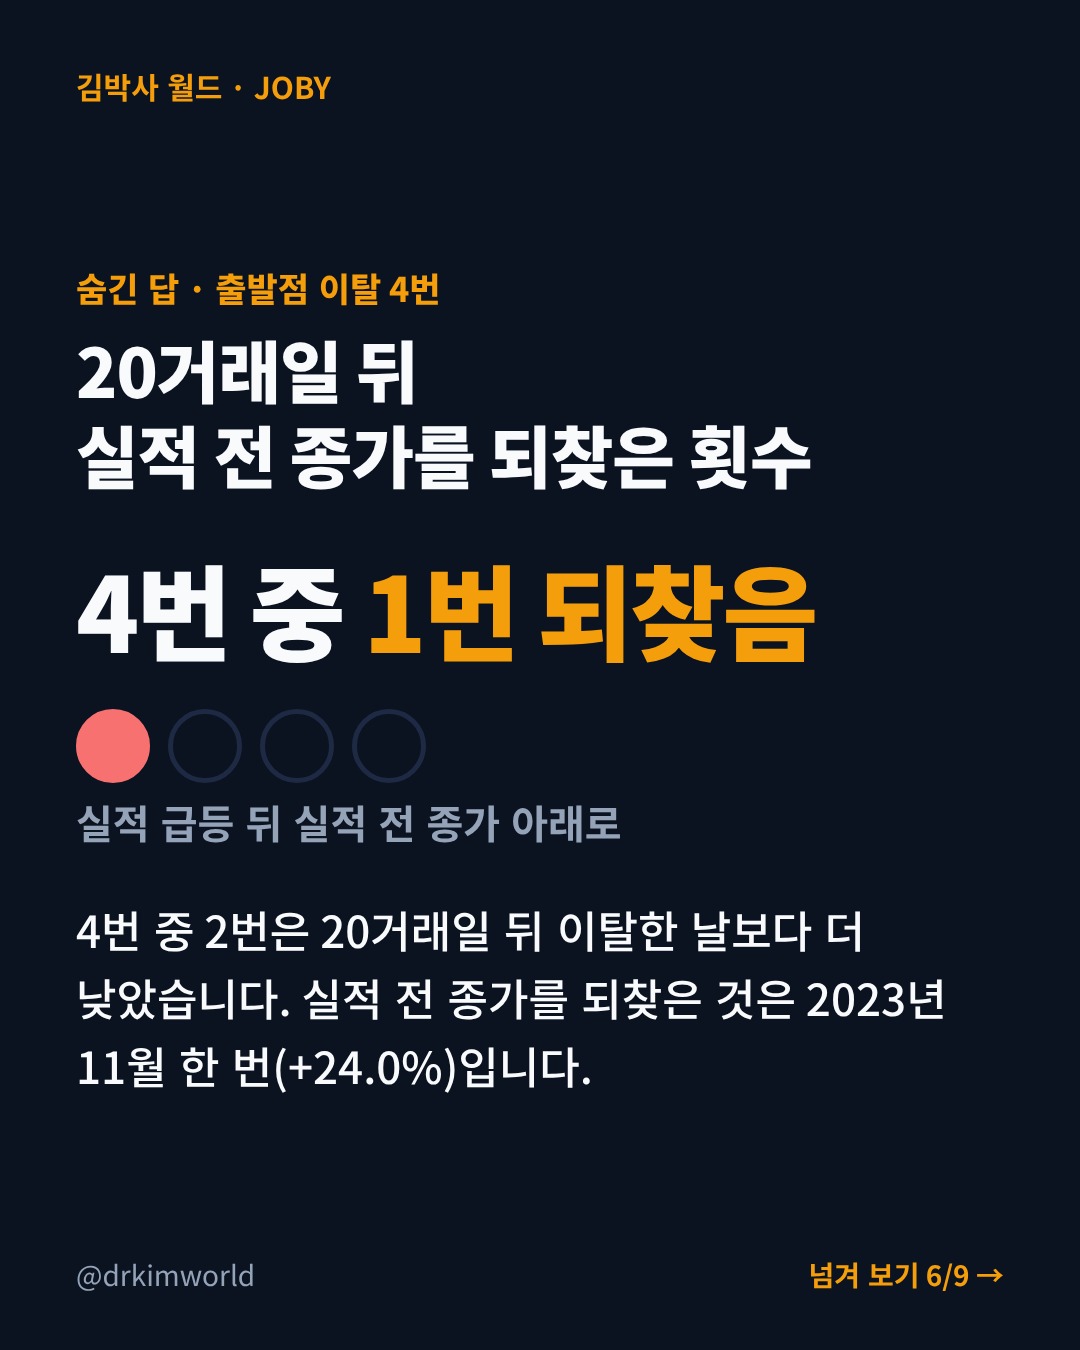 김박사 월드 · JOBY
숨긴 답 · 출발점 이탈 4번
20거래일 뒤
실적 전 종가를 되찾은 횟수
4번 중 1번 되찾음
실적 급등 뒤 실적 전 종가 아래로
4번 중 2번은 20거래일 뒤 이탈한 날보다 더
낮았습니다. 실적 전 종가를 되찾은 것은 2023년
11월 한 번(+24.0%)입니다.
@drkimworld
넘겨 보기 6/9 →